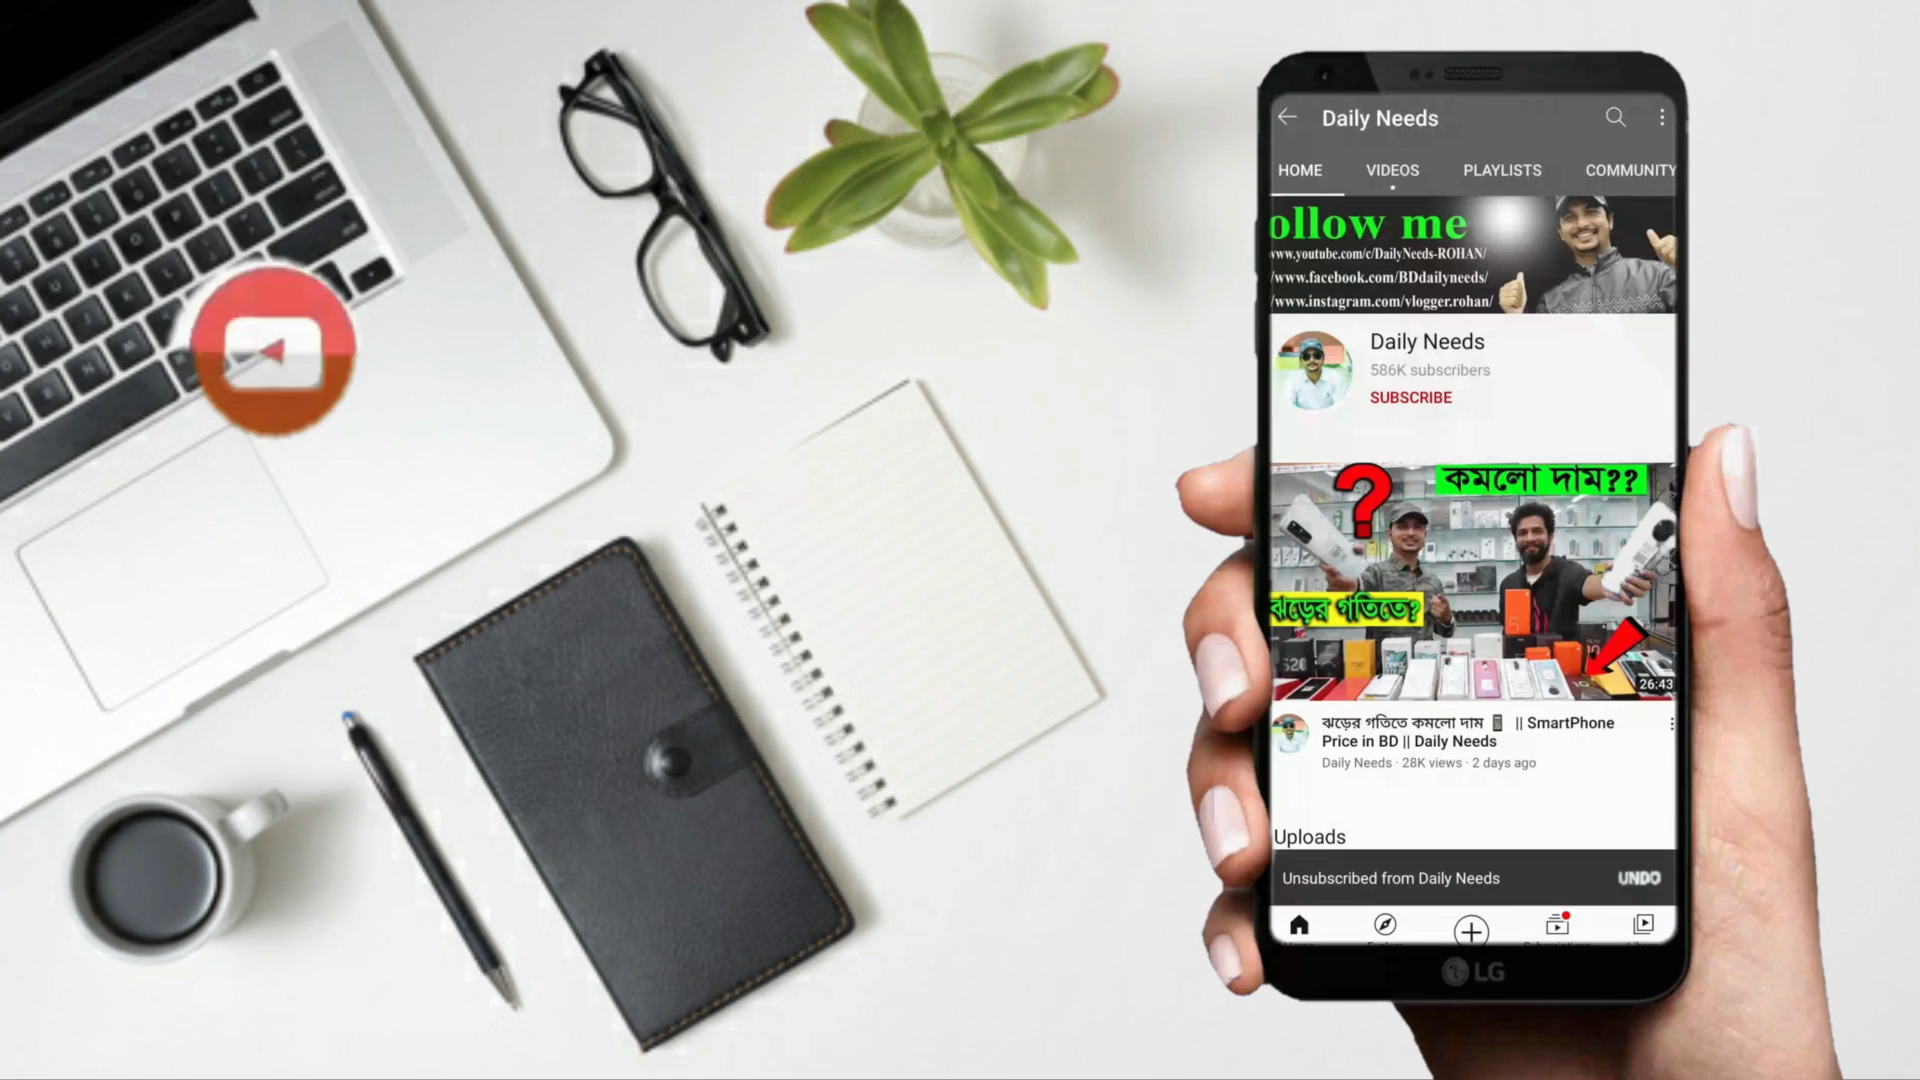 Daily Needs
HOME VIDEOS PLAYLISTS COMMUNITY
ollow me
www.youtube.com/c/DailyNeeds-ROHAN/
/www.facebook.com/BDdailyneeds/
/www.instagram.com/vlogger.rohan/
Daily Needs
586K subscribers
SUBSCRIBE
কমলো দাম??
?
ঝড়ের গতিতে?
S20
26:43
ঝড়ের গতিতে কমলো দাম || SmartPhone
Price in BD || Daily Needs
Daily Needs · 28K views · 2 days ago
Uploads
Unsubscribed from Daily Needs UNDO
LG